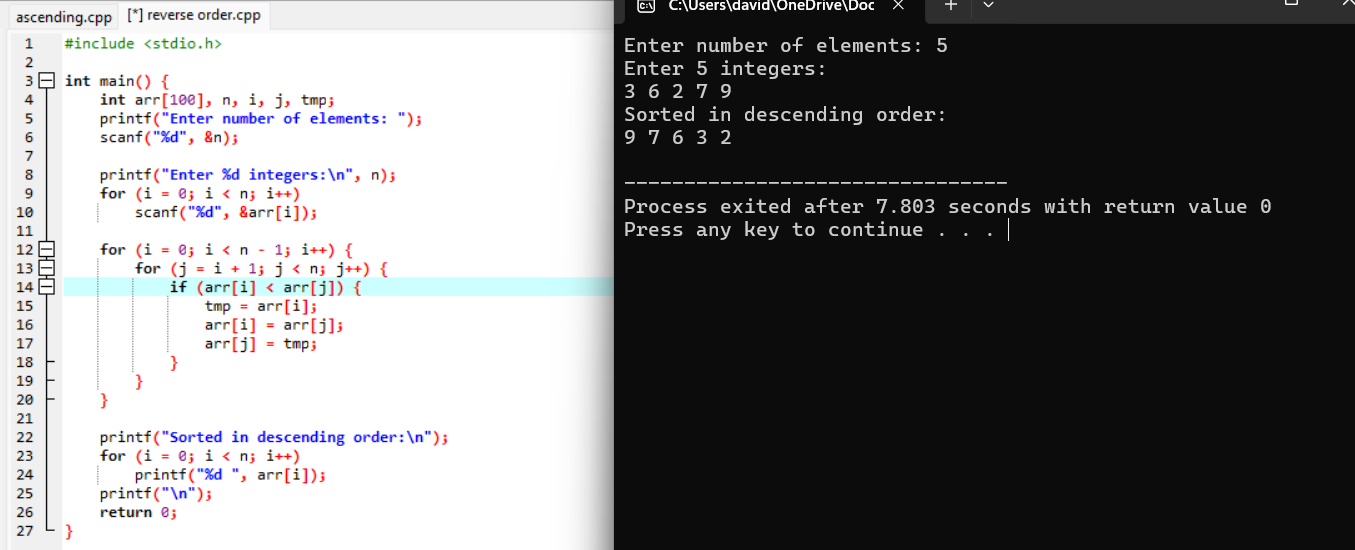 ascending.cpp [*] reverse order.cpp
1 #include <stdio.h>
2
3 int main() {
4 int arr[100], n, i, j, tmp;
5 printf("Enter number of elements: ");
6 scanf("%d", &n);
7
8 printf("Enter %d integers:\n", n);
9 for (i = 0; i < n; i++)
10 scanf("%d", &arr[i]);
11
12 for (i = 0; i < n - 1; i++) {
13 for (j = i + 1; j < n; j++) {
14 if (arr[i] < arr[j]) {
15 tmp = arr[i];
16 arr[i] = arr[j];
17 arr[j] = tmp;
18 }
19 }
20 }
21
22 printf("Sorted in descending order:\n");
23 for (i = 0; i < n; i++)
24 printf("%d ", arr[i]);
25 printf("\n");
26 return 0;
27 }
C:\Users\david\OneDrive\Doc
Enter number of elements: 5
Enter 5 integers:
3 6 2 7 9
Sorted in descending order:
9 7 6 3 2
--------------------------------
Process exited after 7.803 seconds with return value 0
Press any key to continue . . .